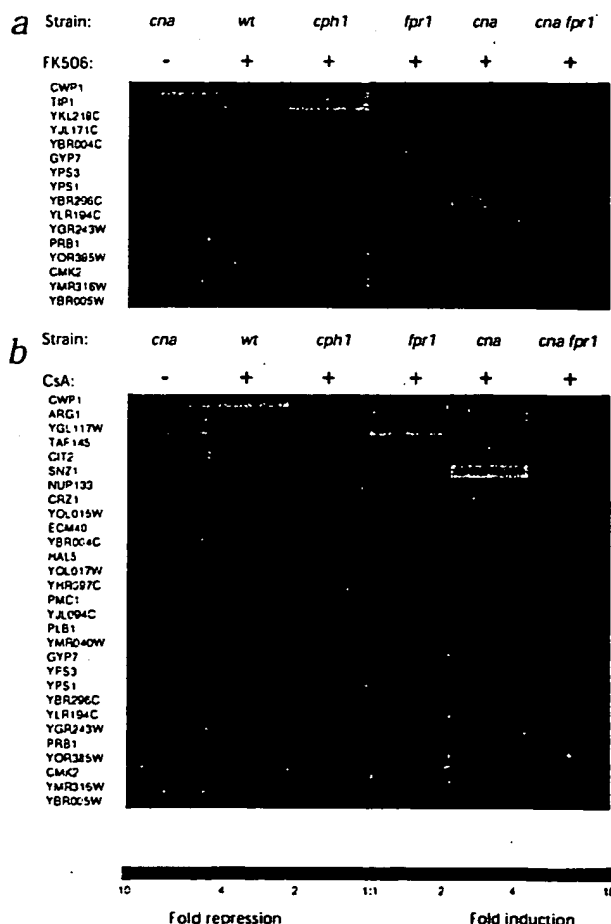 a Strain: cna wt cph1 fpr1 cna cna fpr1
FK506: - + + + + +
CWP1
TIP1
YKL218C
YJL171C
YBR004C
GYP7
YPS3
YPS1
YBR296C
YLR194C
YGR243W
PRB1
YOR385W
CMK2
YMR316W
YBR005W
b Strain: cna wt cph1 fpr1 cna cna fpr1
CsA: - + + + + +
CWP1
ARG1
YGL117W
TAF145
CIT2
SNZ1
NUP133
CRZ1
YOL015W
ECM40
YBR004C
HAL5
YOL017W
YHR097C
PMC1
YJL094C
PLB1
YMR040W
GYP7
YPS3
YPS1
YBR296C
YLR194C
YGR243W
PRB1
YOR385W
CMK2
YMR316W
YBR005W
10 4 2 1:1 2 4 10
Fold repression Fold induction